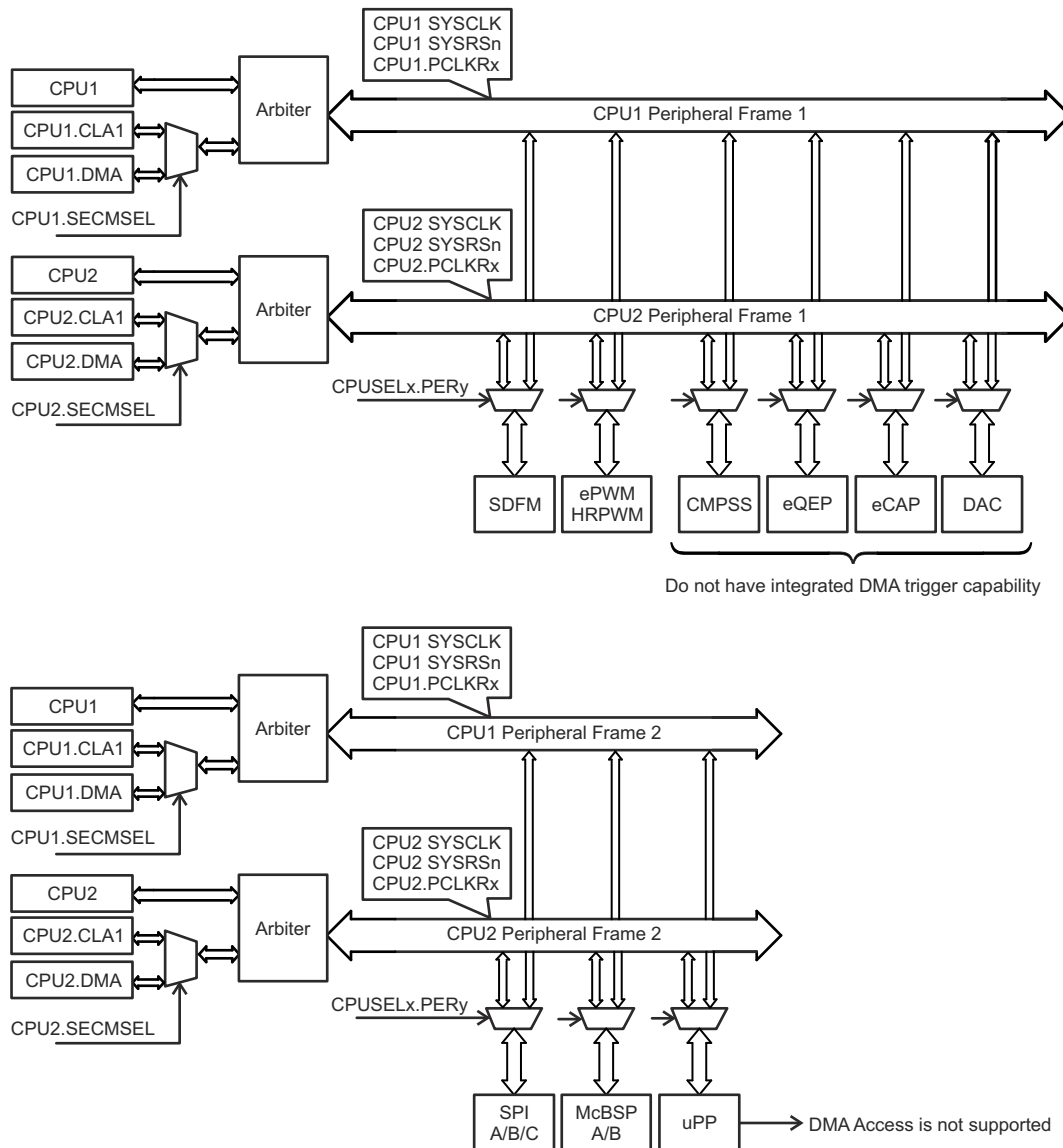 CPU1 SYSCLK
CPU1 SYSRSn
CPU1.PCLKRx
CPU1
CPU1.CLA1
CPU1.DMA
CPU1.SECMSEL
Arbiter
CPU1 Peripheral Frame 1
CPU2 SYSCLK
CPU2 SYSRSn
CPU2.PCLKRx
CPU2
CPU2.CLA1
CPU2.DMA
CPU2.SECMSEL
Arbiter
CPU2 Peripheral Frame 1
CPUSELx.PERy
SDFM
ePWM
HRPWM
CMPSS
eQEP
eCAP
DAC
Do not have integrated DMA trigger capability
CPU1 SYSCLK
CPU1 SYSRSn
CPU1.PCLKRx
CPU1
CPU1.CLA1
CPU1.DMA
CPU1.SECMSEL
Arbiter
CPU1 Peripheral Frame 2
CPU2 SYSCLK
CPU2 SYSRSn
CPU2.PCLKRx
CPU2
CPU2.CLA1
CPU2.DMA
CPU2.SECMSEL
Arbiter
CPU2 Peripheral Frame 2
CPUSELx.PERy
SPI
A/B/C
McBSP
A/B
uPP
DMA Access is not supported